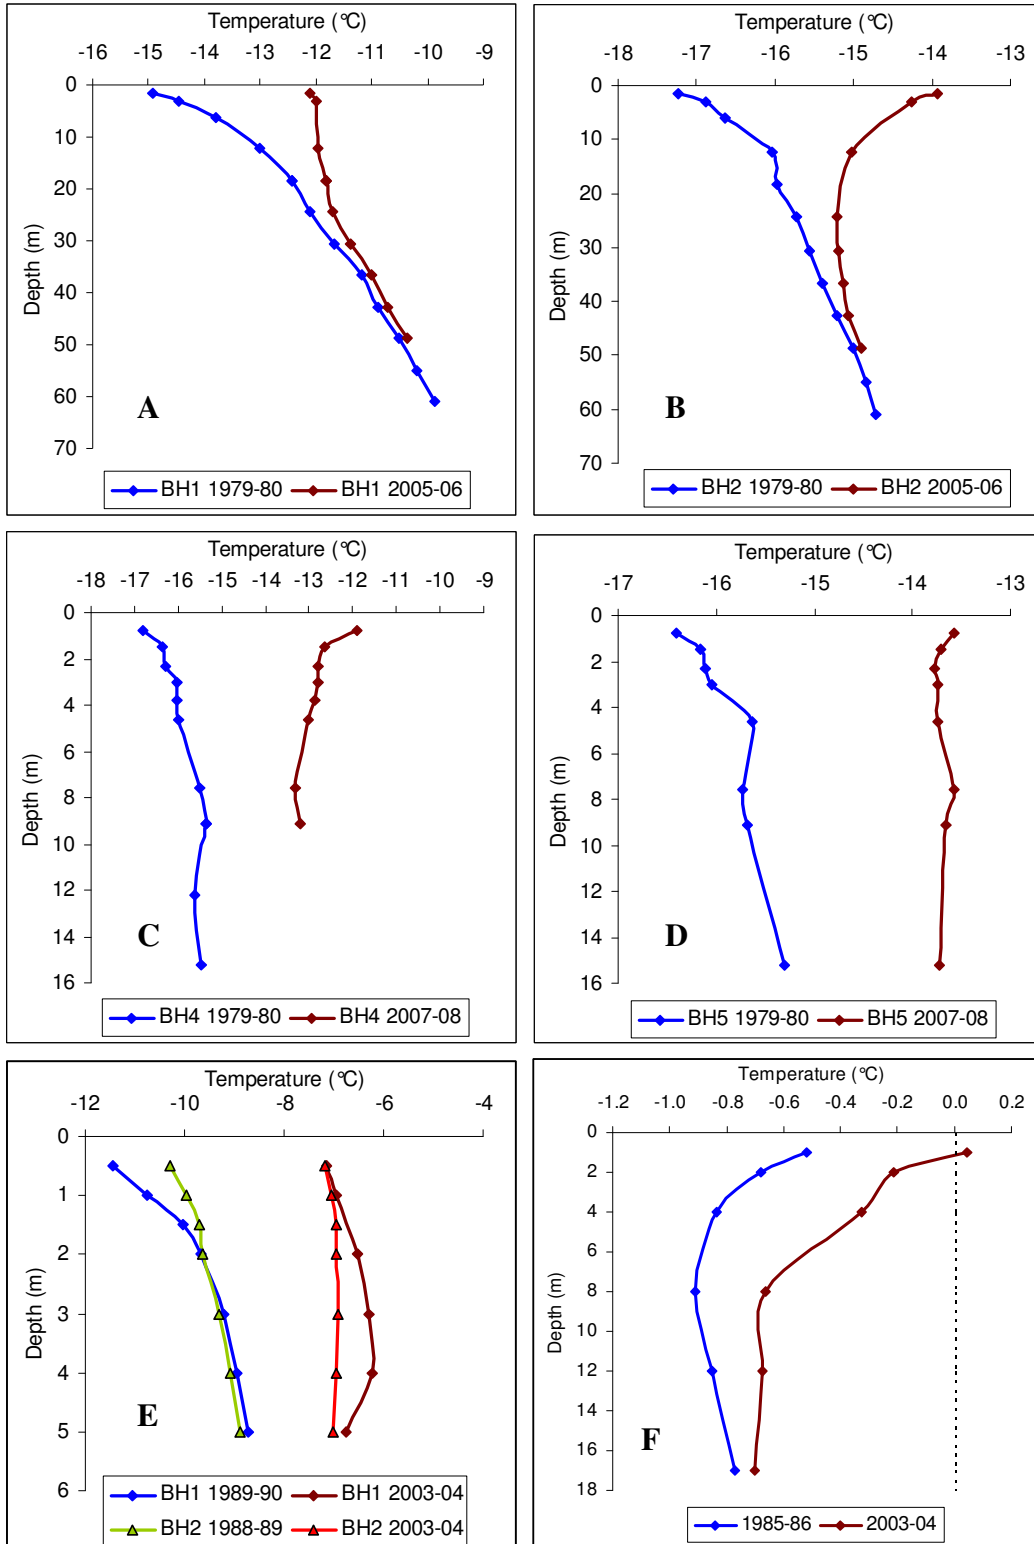 Temperature (°C)
-16 -15 -14 -13 -12 -11 -10 -9
0
10
20
30
40
50
60
70
Depth (m)
A
BH1 1979-80 BH1 2005-06
Temperature (°C)
-18 -17 -16 -15 -14 -13
0
10
20
30
40
50
60
70
Depth (m)
B
BH2 1979-80 BH2 2005-06
Temperature (°C)
-18 -17 -16 -15 -14 -13 -12 -11 -10 -9
0
2
4
6
8
10
12
14
16
Depth (m)
C
BH4 1979-80 BH4 2007-08
Temperature (°C)
-17 -16 -15 -14 -13
0
2
4
6
8
10
12
14
16
Depth (m)
D
BH5 1979-80 BH5 2007-08
Temperature (°C)
-12 -10 -8 -6 -4
0
1
2
3
4
5
6
Depth (m)
E
BH1 1989-90 BH1 2003-04
BH2 1988-89 BH2 2003-04
Temperature (°C)
-1.2 -1.0 -0.8 -0.6 -0.4 -0.2 0.0 0.2
0
2
4
6
8
10
12
14
16
18
Depth (m)
F
1985-86 2003-04